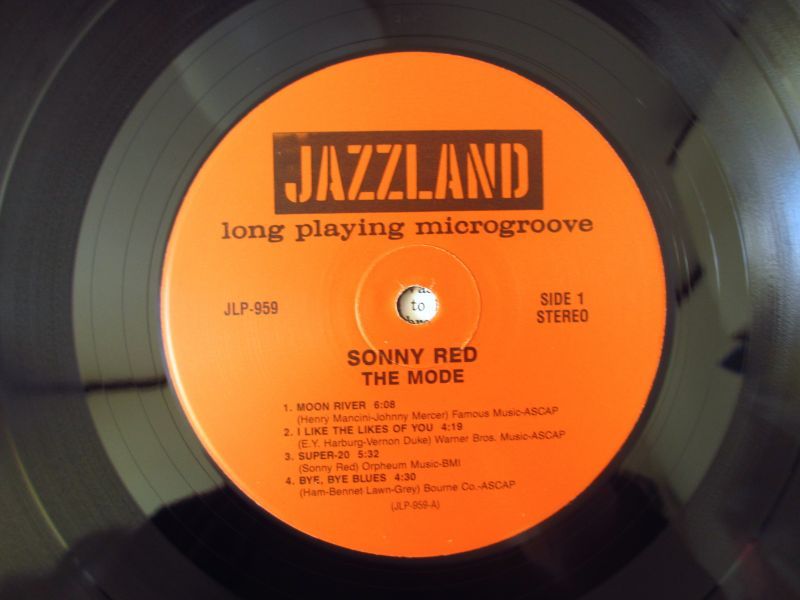 JAZZLAND
long playing microgroove
JLP-959
SIDE 1
STEREO
to
SONNY RED
THE MODE
1. MOON RIVER 6:08
(Henry Mancini-Johnny Mercer) Famous Music-ASCAP
2. I LIKE THE LIKES OF YOU 4:19
(E.Y. Harburg-Vernon Duke) Warner Bros. Music-ASCAP
3. SUPER-20 5:32
(Sonny Red) Orpheum Music-BMI
4. BYE, BYE BLUES 4:30
(Ham-Bennet-Lawn-Grey) Bourne Co.-ASCAP
(JLP-959-A)